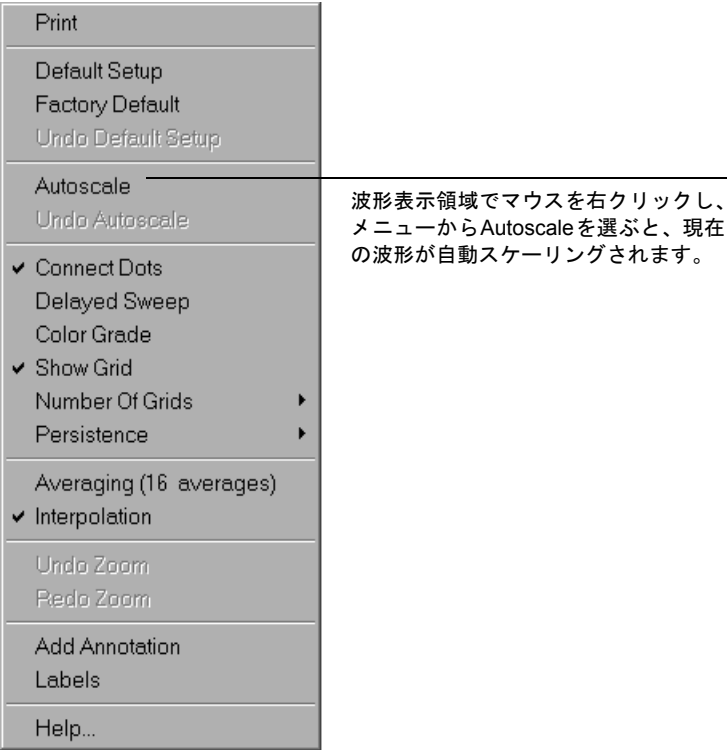 Print
Default Setup
Factory Default
Undo Default Setup
Autoscale
Undo Autoscale
Connect Dots
Delayed Sweep
Color Grade
Show Grid
Number Of Grids
Persistence
Averaging (16 averages)
Interpolation
Undo Zoom
Redo Zoom
Add Annotation
Labels
Help...
波形表示領域でマウスを右クリックし、
メニューからAutoscaleを選ぶと、現在
の波形が自動スケーリングされます。